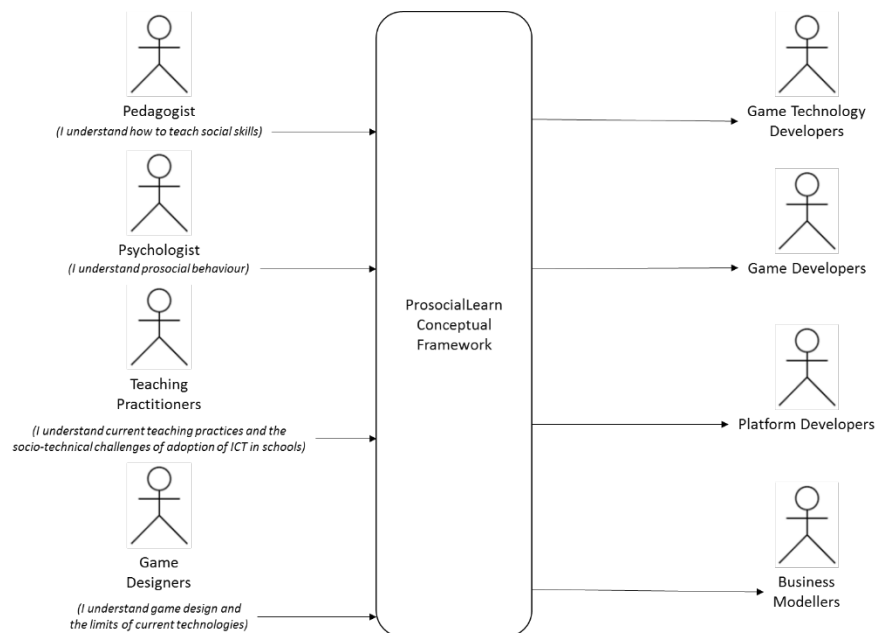 Pedagogist
(I understand how to teach social skills)
Psychologist
(I understand prosocial behaviour)
Teaching
Practitioners
(I understand current teaching practices and the
socio-technical challenges of adoption of ICT in schools)
Game
Designers
(I understand game design and
the limits of current technologies)
ProsocialLearn
Conceptual
Framework
Game Technology
Developers
Game Developers
Platform Developers
Business
Modellers